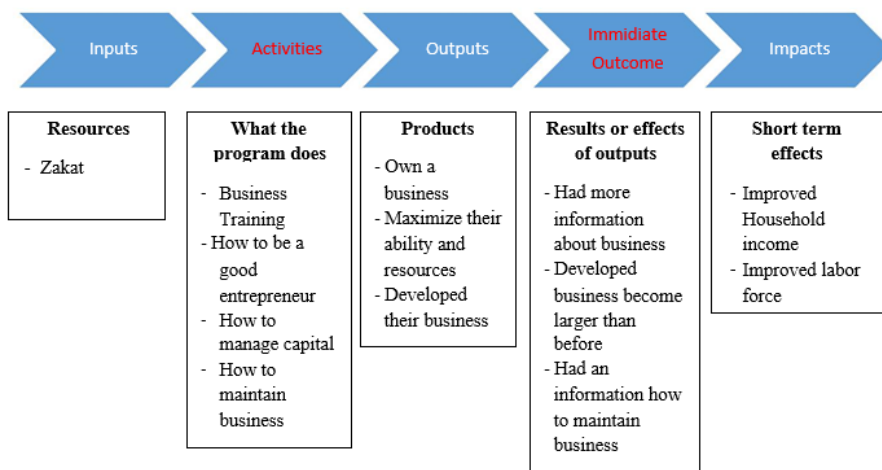 Inputs
Activities
Outputs
Immidiate
Outcome
Impacts
Resources
- Zakat
What the
program does
- Business
Training
- How to be a
good
entrepreneur
- How to
manage capital
- How to
maintain
business
Products
- Own a
business
- Maximize their
ability and
resources
- Developed
their business
Results or effects
of outputs
- Had more
information
about business
- Developed
business become
larger than
before
- Had an
information how
to maintain
business
Short term
effects
- Improved
Household
income
- Improved labor
force